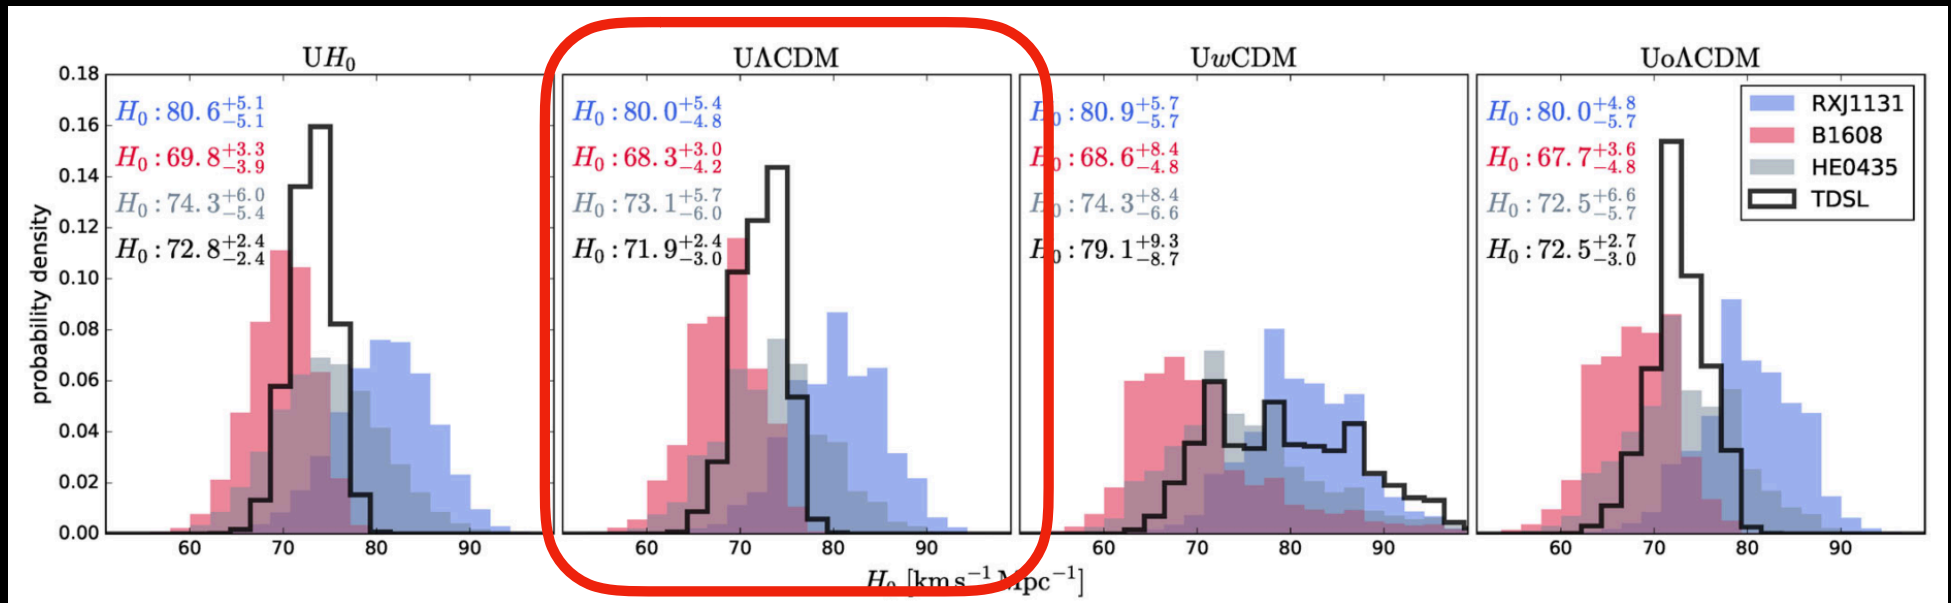 UH₀
UΛCDM
UwCDM
UoΛCDM
probability density
0.18
0.16
0.14
0.12
0.10
0.08
0.06
0.04
0.02
0.00
H₀ : 80.6 +5.1 −5.1
H₀ : 69.8 +3.3 −3.9
H₀ : 74.3 +6.0 −5.4
H₀ : 72.8 +2.4 −2.4
60 70 80 90
H₀ : 80.0 +5.4 −4.8
H₀ : 68.3 +3.0 −4.2
H₀ : 73.1 +5.7 −6.0
H₀ : 71.9 +2.4 −3.0
60 70 80 90
H₀ : 80.9 +5.7 −5.7
H₀ : 68.6 +8.4 −4.8
H₀ : 74.3 +8.4 −6.6
H₀ : 79.1 +9.3 −8.7
60 70 80 90
H₀ : 80.0 +4.8 −5.7
H₀ : 67.7 +3.6 −4.8
H₀ : 72.5 +6.6 −5.7
H₀ : 72.5 +2.7 −3.0
RXJ1131
B1608
HE0435
TDSL
60 70 80 90
H₀ [km s⁻¹ Mpc⁻¹]